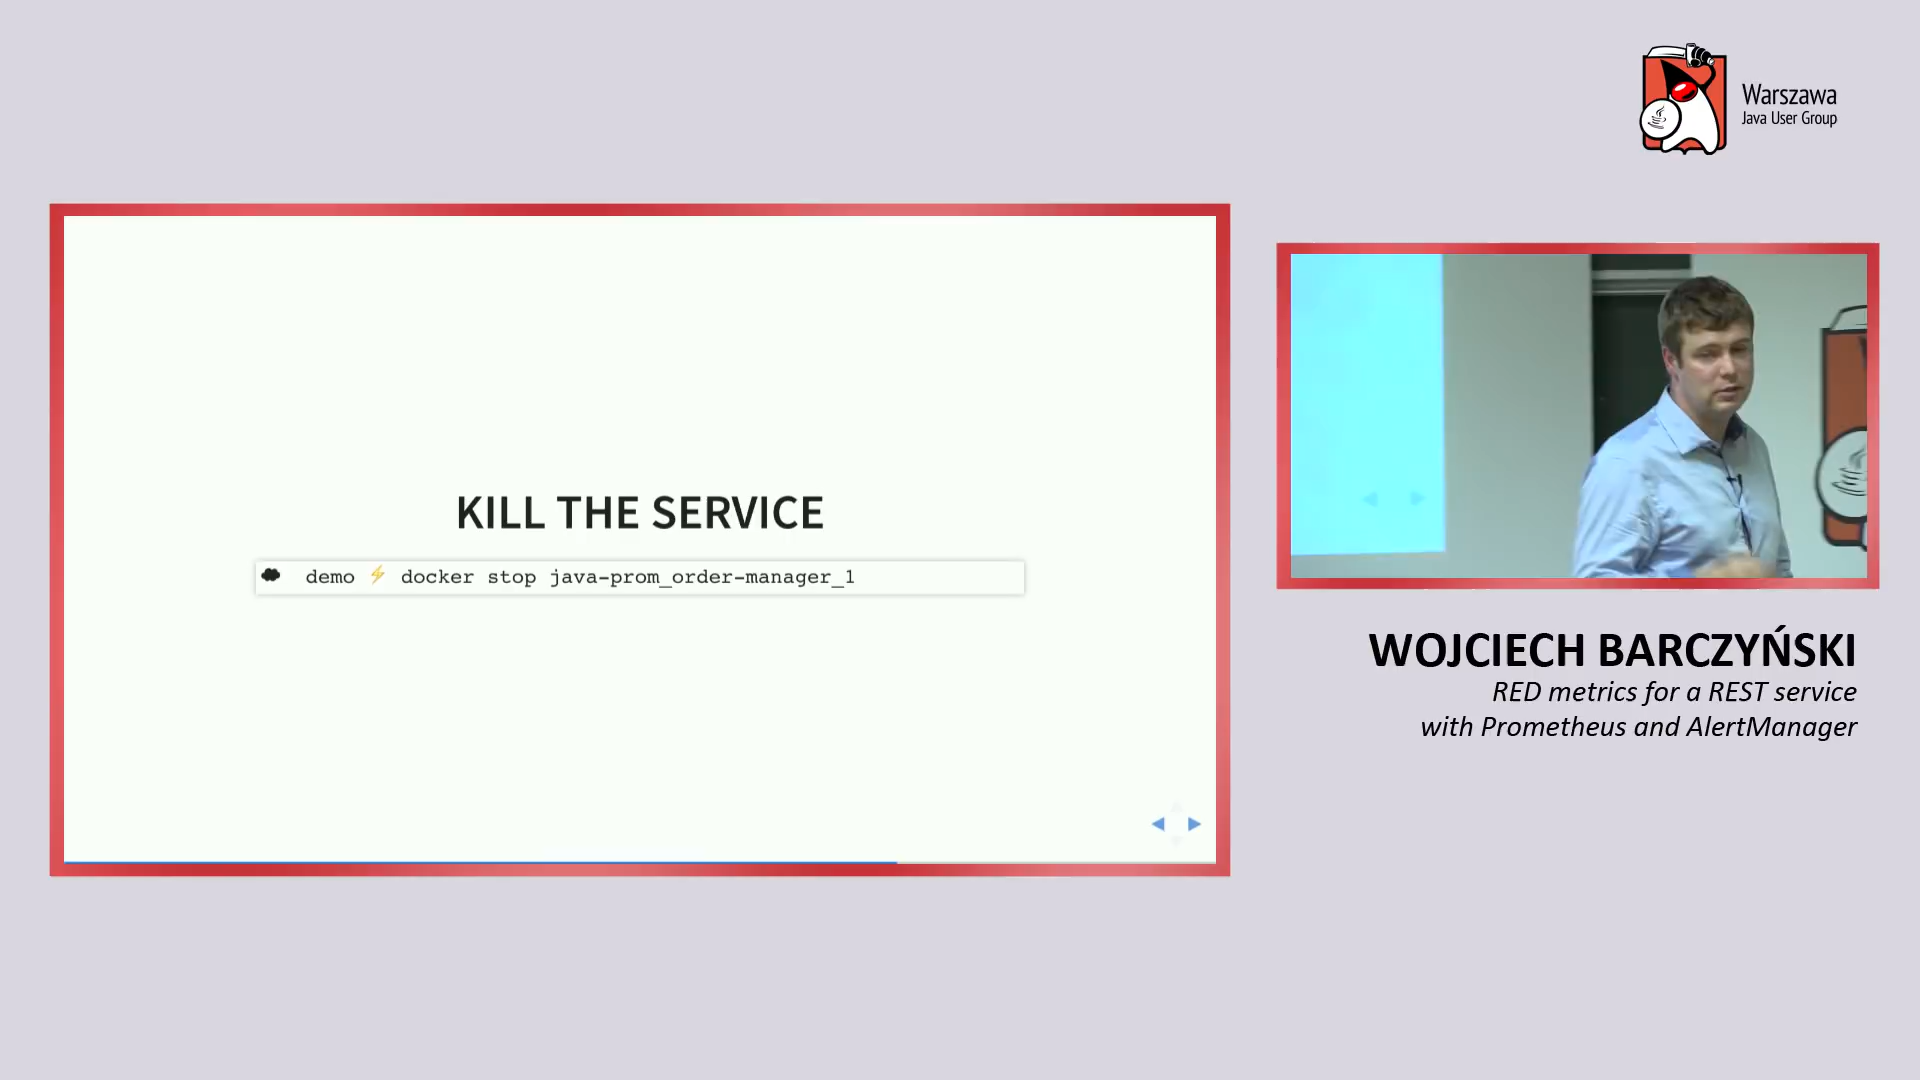 Warszawa
Java User Group
KILL THE SERVICE
demo ⚡ docker stop java-prom_order-manager_1
WOJCIECH BARCZYŃSKI
RED metrics for a REST service
with Prometheus and AlertManager